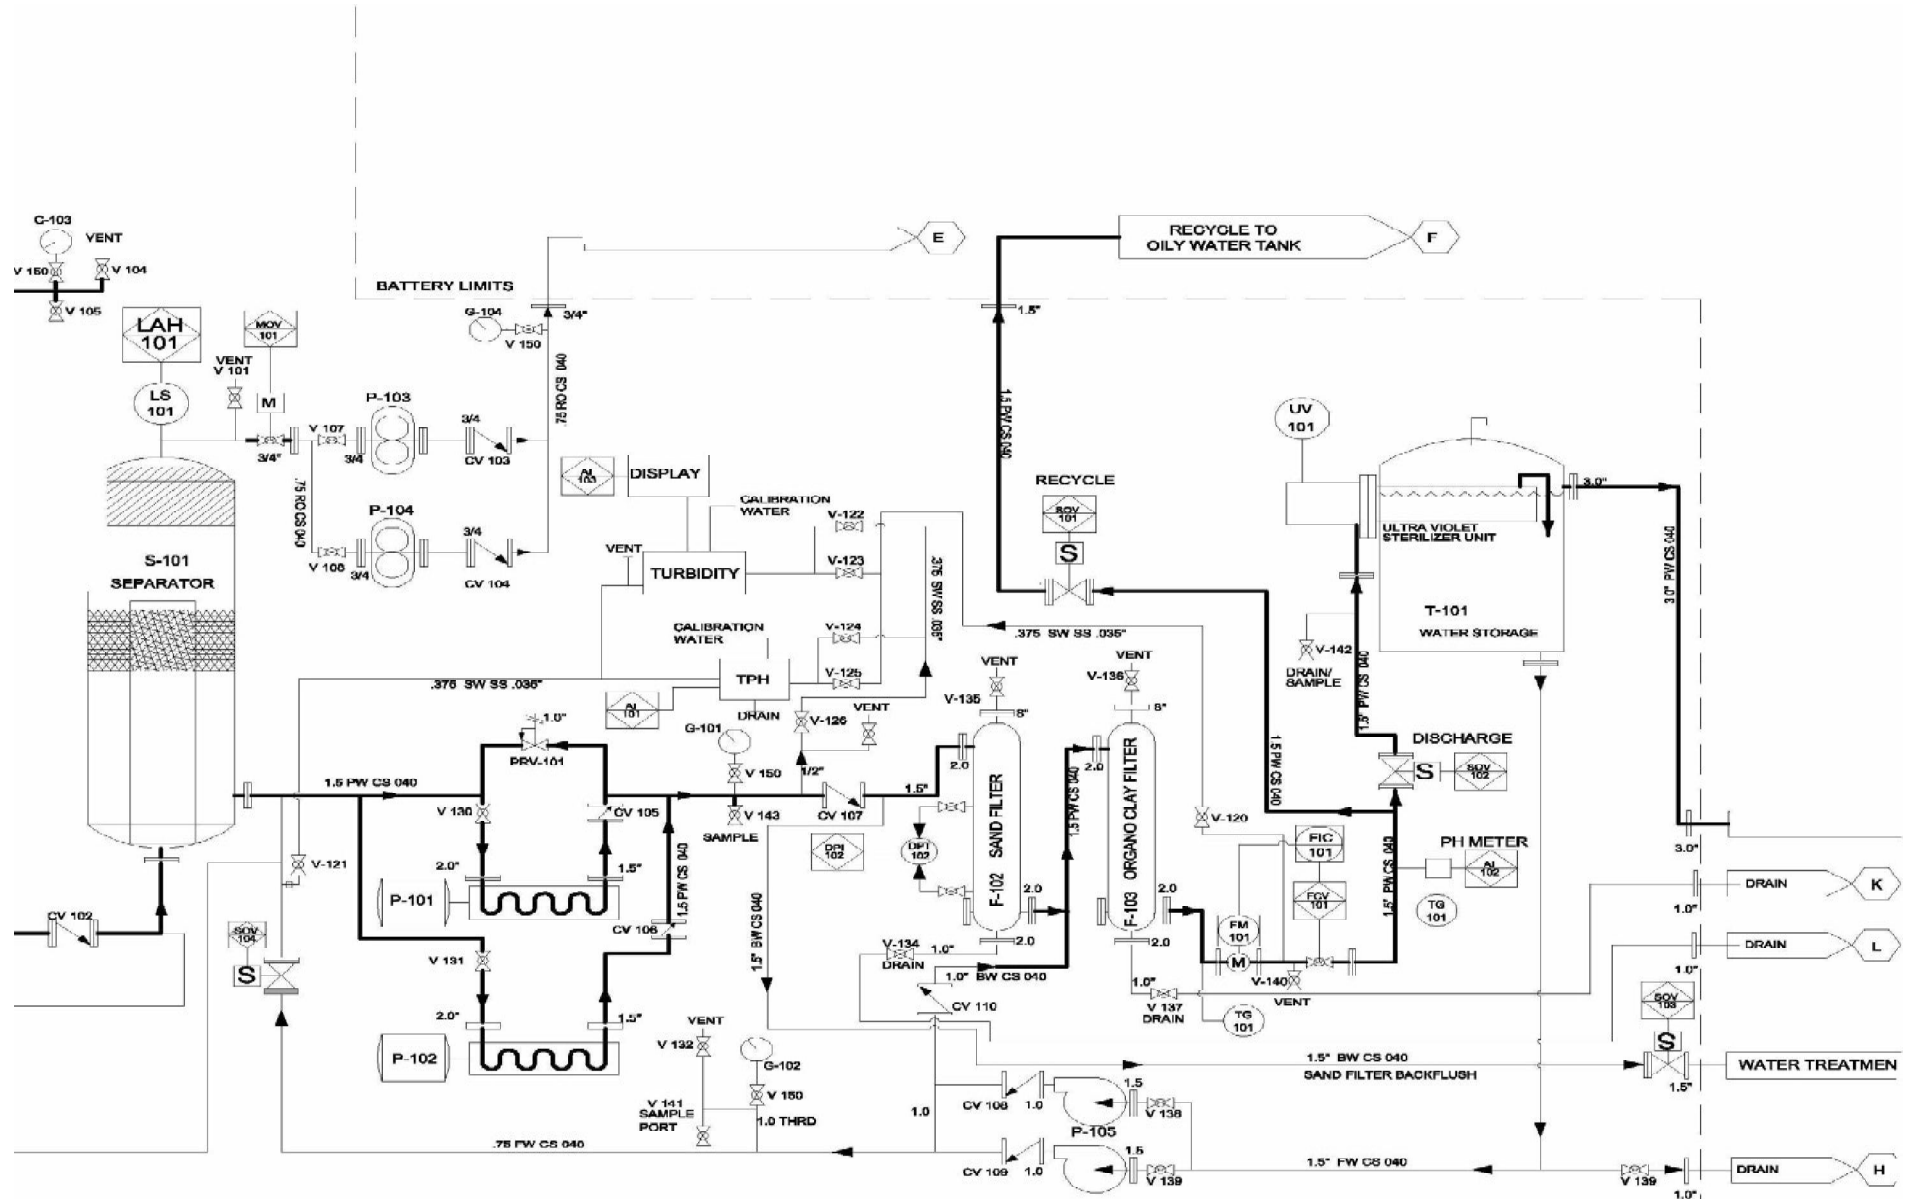 C-103
VENT
V 150
V 104
V 105
BATTERY LIMITS
E
RECYCLE TO
OILY WATER TANK
F
LAH
101
MOV
101
VENT
V 101
LS
101
M
3/4"
V 107
3/4
P-103
3/4
CV 103
.75 RO CS 040
V 108
3/4
P-104
3/4
CV 104
G-104
V 150
3/4"
.75 RO CS 040
1.5"
1.5 PW CS 040
S-101
SEPARATOR
AI
103
DISPLAY
CALIBRATION
WATER
VENT
TURBIDITY
V-122
V-123
.375 SW SS .035"
CALIBRATION
WATER
V-124
TPH
V-125
.375 SW SS .035"
AI
101
DRAIN
V-126
VENT
RECYCLE
SOV
101
S
.375 SW SS .035"
UV
101
ULTRA VIOLET
STERILIZER UNIT
T-101
WATER STORAGE
3.0"
3.0" PW CS 040
V-142
DRAIN/
SAMPLE
1.5" PW CS 040
1.0"
PRV-101
1.5 PW CS 040
V 130
CV 105
2.0"
1.5"
P-101
V 131
CV 106
1.5 PW CS 040
2.0"
1.5"
P-102
G-101
V 150
V 143
SAMPLE
1/2"
CV 107
1.5"
DPI
102
DPT
102
VENT
V-135
8"
2.0
F-102 SAND FILTER
2.0
2.0
1.5 PW CS 040
VENT
V-136
8"
2.0
F-103 ORGANO CLAY FILTER
2.0
2.0
1.5 PW CS 040
DISCHARGE
S
SOV
102
V-120
FIC
101
FCV
101
FM
101
M
V-140
VENT
1.5" PW CS 040
PH METER
AI
102
TG
101
3.0"
V-121
CV 102
SOV
104
S
1.5" BW CS 040
V-134
DRAIN
1.0"
1.0" BW CS 040
CV 110
1.0"
V 137
DRAIN
TG
101
1.0"
DRAIN
K
1.0"
DRAIN
L
SOV
103
S
1.5"
WATER TREATMEN
1.5" BW CS 040
SAND FILTER BACKFLUSH
VENT
V 132
G-102
V 150
V 141
SAMPLE
PORT
1.0 THRD
.75 FW CS 040
1.0
CV 108
1.0
1.5
V 138
P-105
CV 109
1.0
1.5
V 139
1.5" FW CS 040
V 139
1.0"
DRAIN
H